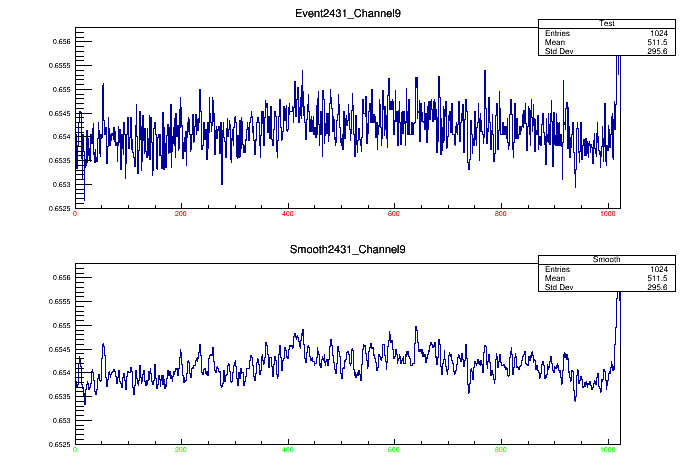 Event2431_Channel9
Test
Entries 1024
Mean 511.5
Std Dev 295.6
0.656
0.6555
0.655
0.6545
0.654
0.6535
0.653
0.6525
0 200 400 600 800 1000
Smooth2431_Channel9
Smooth
Entries 1024
Mean 511.5
Std Dev 295.6
0.656
0.6555
0.655
0.6545
0.654
0.6535
0.653
0.6525
0 200 400 600 800 1000